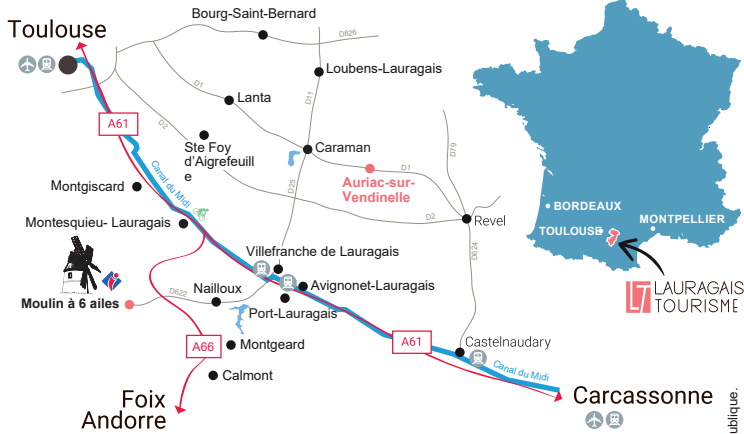 Bourg-Saint-Bernard
Toulouse
D826
Loubens-Lauragais
D1
D11
Lanta
A61
D2
Ste Foy
d'Aigrefeuill
e
Caraman
D79
D1
Auriac-sur-
Vendinelle
Canal du Midi
Montgiscard
D25
D2
Revel
BORDEAUX
MONTPELLIER
TOULOUSE
Montesquieu- Lauragais
Villefranche de Lauragais
D624
LT LAURAGAIS
TOURISME
Moulin à 6 ailes
D622
Nailloux
Avignonet-Lauragais
Port-Lauragais
A66
Montgeard
A61
Castelnaudary
Canal du Midi
Calmont
Foix
Andorre
Carcassonne
ublique.